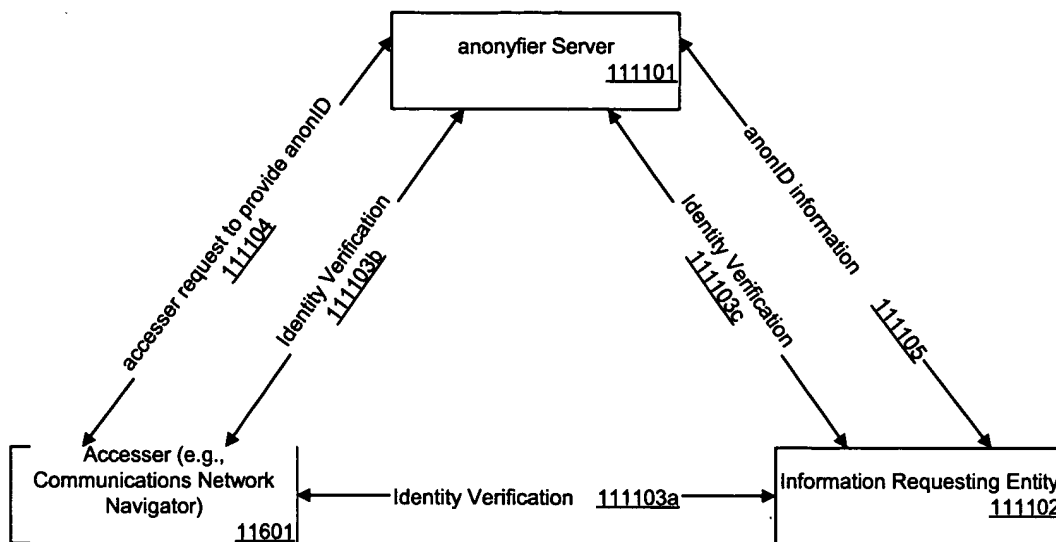 anonyfier Server
111101
accesser request to provide anonID
111104
Identity Verification
111103b
Identity Verification
111103c
anonID information
111105
Accesser (e.g.,
Communications Network
Navigator)
11601
Identity Verification 111103a
Information Requesting Entity
111102